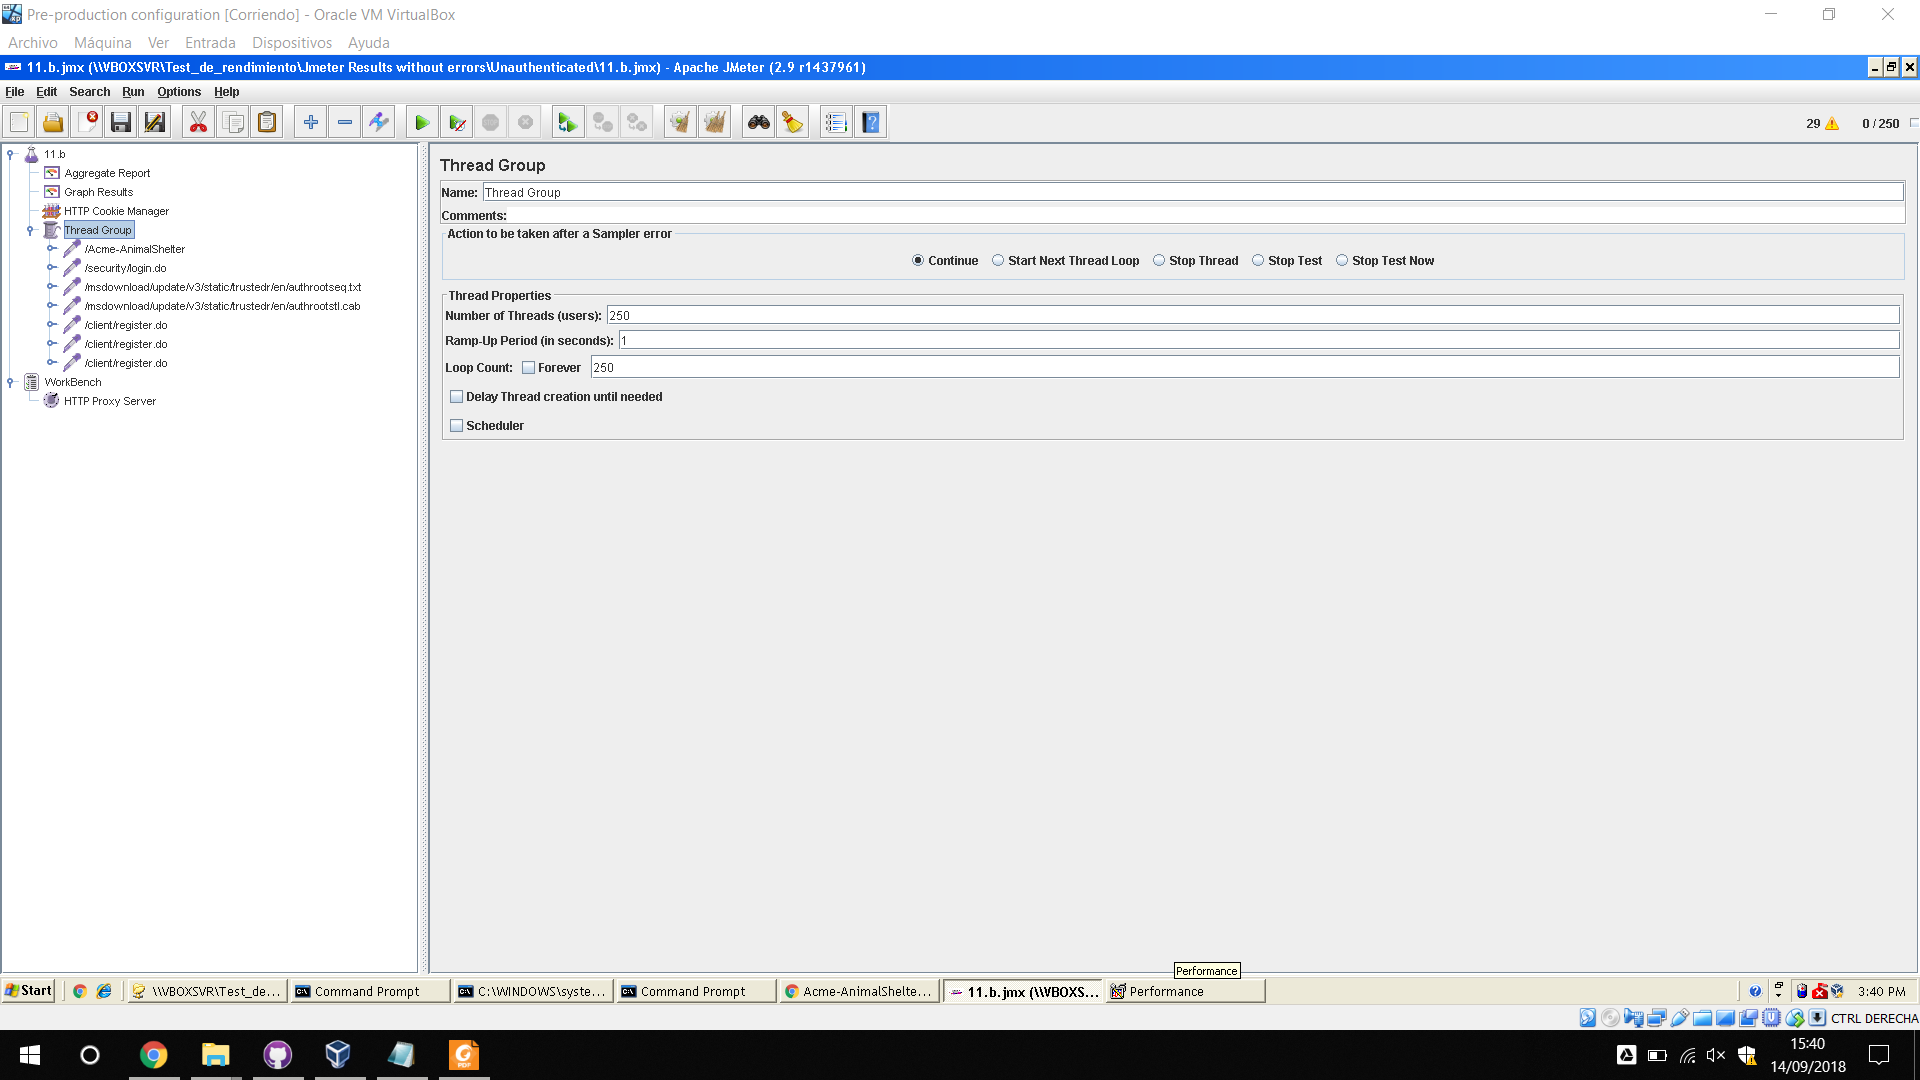 Pre-production configuration [Corriendo] - Oracle VM VirtualBox
Archivo Máquina Ver Entrada Dispositivos Ayuda
11.b.jmx (\\VBOXSVR\Test_de_rendimiento\Jmeter Results without errors\Unauthenticated\11.b.jmx) - Apache JMeter (2.9 r1437961)
File Edit Search Run Options Help
29 0 / 250
11.b
Aggregate Report
Graph Results
HTTP Cookie Manager
Thread Group
/Acme-AnimalShelter
/security/login.do
/msdownload/update/v3/static/trustedr/en/authrootseq.txt
/msdownload/update/v3/static/trustedr/en/authrootstl.cab
/client/register.do
/client/register.do
/client/register.do
WorkBench
HTTP Proxy Server
Thread Group
Name: Thread Group
Comments:
Action to be taken after a Sampler error
Continue Start Next Thread Loop Stop Thread Stop Test Stop Test Now
Thread Properties
Number of Threads (users): 250
Ramp-Up Period (in seconds): 1
Loop Count: Forever 250
Delay Thread creation until needed
Scheduler
Performance
Start \\VBOXSVR\Test_de... Command Prompt C:\WINDOWS\syste... Command Prompt Acme-AnimalShelte... 11.b.jmx (\\VBOXS... Performance 3:40 PM
CTRL DERECHA
15:40
14/09/2018